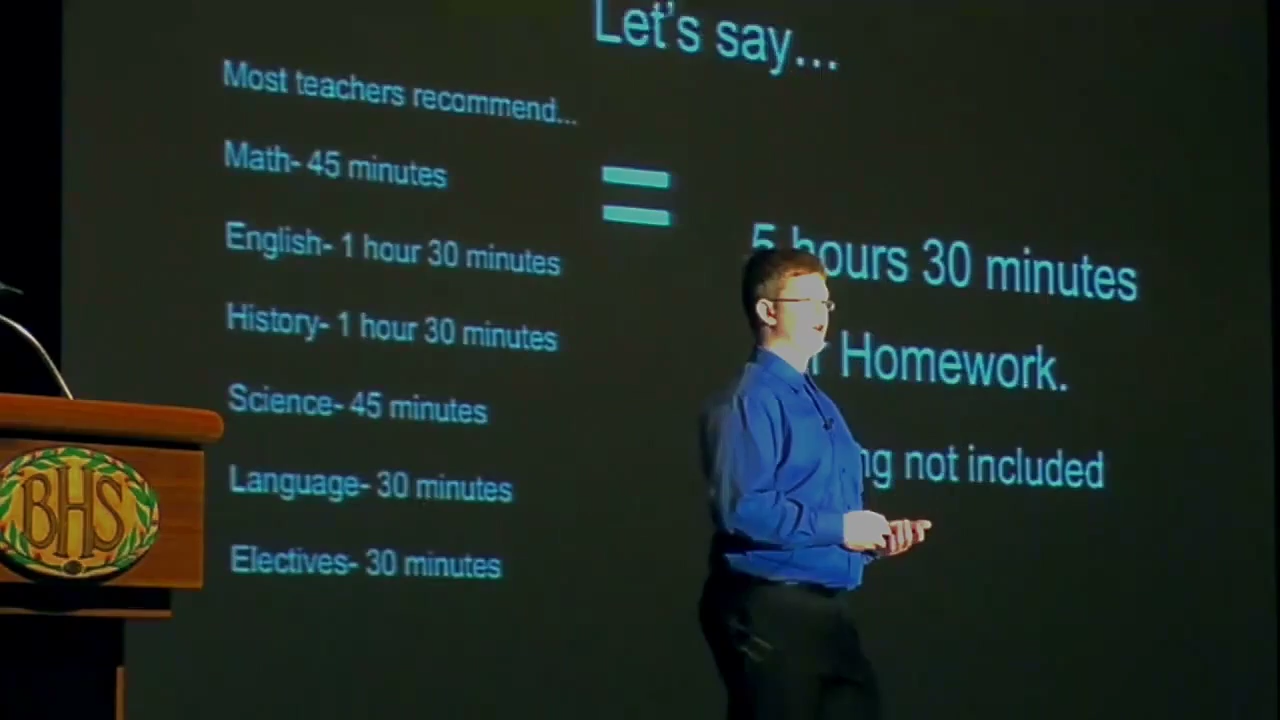 Let's say...
Most teachers recommend...
Math- 45 minutes
English- 1 hour 30 minutes
History- 1 hour 30 minutes
Science- 45 minutes
Language- 30 minutes
Electives- 30 minutes
5 hours 30 minutes
Homework.
not included
BHS